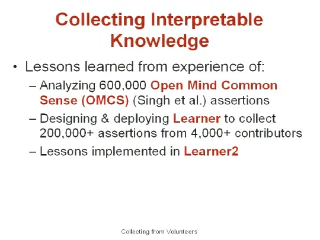 Collecting Interpretable
Knowledge
• Lessons learned from experience of:
– Analyzing 600,000 Open Mind Common
Sense (OMCS) (Singh et al.) assertions
– Designing & deploying Learner to collect
200,000+ assertions from 4,000+ contributors
– Lessons implemented in Learner2
Collecting from Volunteers